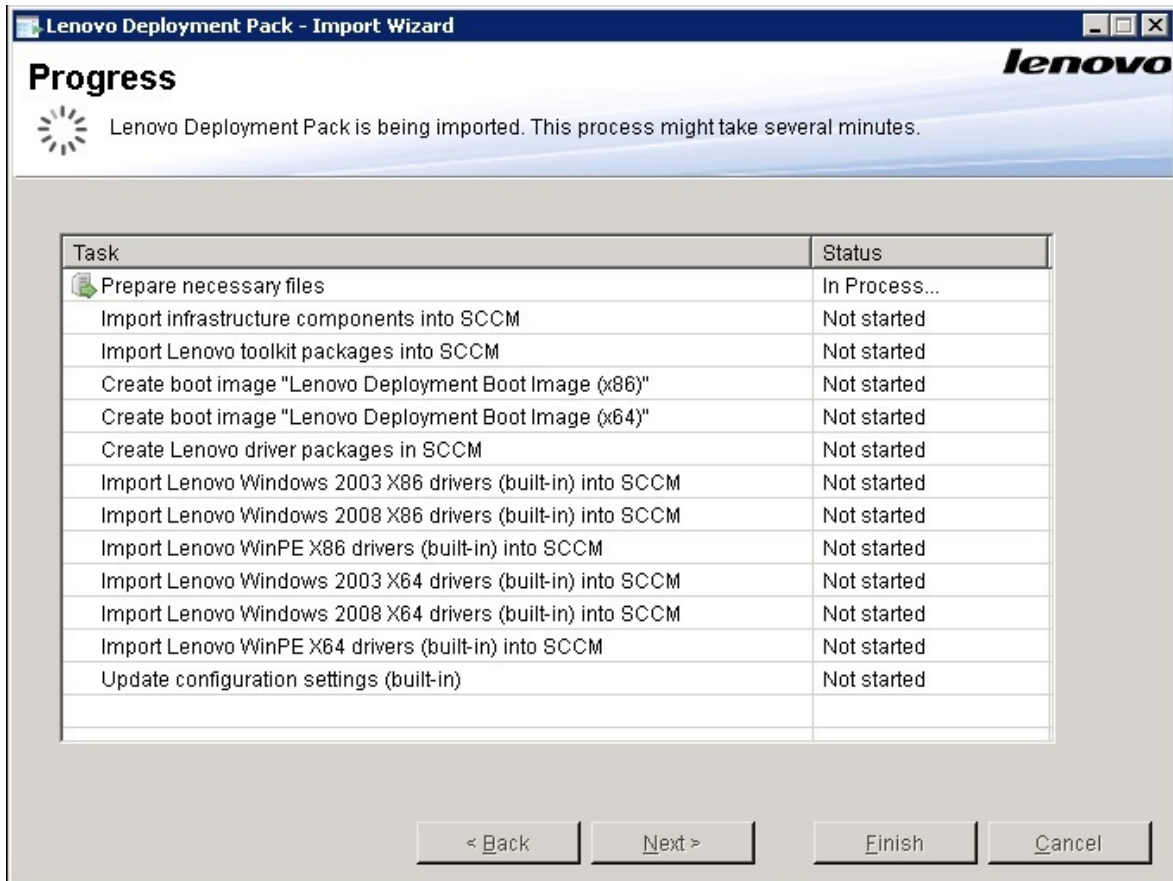 Lenovo Deployment Pack - Import Wizard
lenovo
Progress
Lenovo Deployment Pack is being imported. This process might take several minutes.
Task Status
Prepare necessary files In Process...
Import infrastructure components into SCCM Not started
Import Lenovo toolkit packages into SCCM Not started
Create boot image "Lenovo Deployment Boot Image (x86)" Not started
Create boot image "Lenovo Deployment Boot Image (x64)" Not started
Create Lenovo driver packages in SCCM Not started
Import Lenovo Windows 2003 X86 drivers (built-in) into SCCM Not started
Import Lenovo Windows 2008 X86 drivers (built-in) into SCCM Not started
Import Lenovo WinPE X86 drivers (built-in) into SCCM Not started
Import Lenovo Windows 2003 X64 drivers (built-in) into SCCM Not started
Import Lenovo Windows 2008 X64 drivers (built-in) into SCCM Not started
Import Lenovo WinPE X64 drivers (built-in) into SCCM Not started
Update configuration settings (built-in) Not started
< Back Next > Finish Cancel